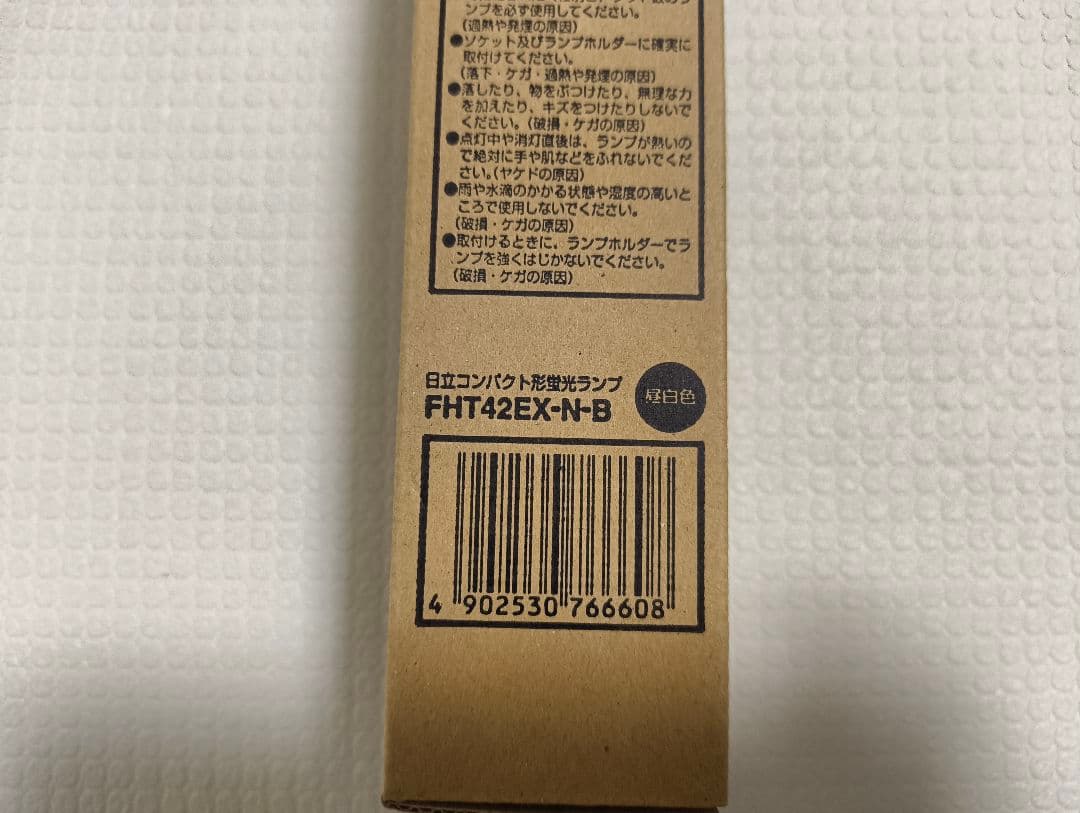 ンプを必ず使用してください。
(過熱や発煙の原因)
●ソケット及びランプホルダーに確実に
取付けてください。
(落下・ケガ・過熱や発煙の原因)
●落したり、物をぶつけたり、無理な力
を加えたり、キズをつけたりしないで
ください。(破損・ケガの原因)
●点灯中や消灯直後は、ランプが熱いの
で絶対に手や肌などをふれないでくだ
さい。(ヤケドの原因)
●雨や水滴のかかる状態や湿度の高いと
ころで使用しないでください。
(破損・ケガの原因)
●取付けるときに、ランプホルダーでラ
ンプを強くはじかないでください。
(破損・ケガの原因)
日立コンパクト形蛍光ランプ
FHT42EX-N-B
昼白色
4 902530 766608